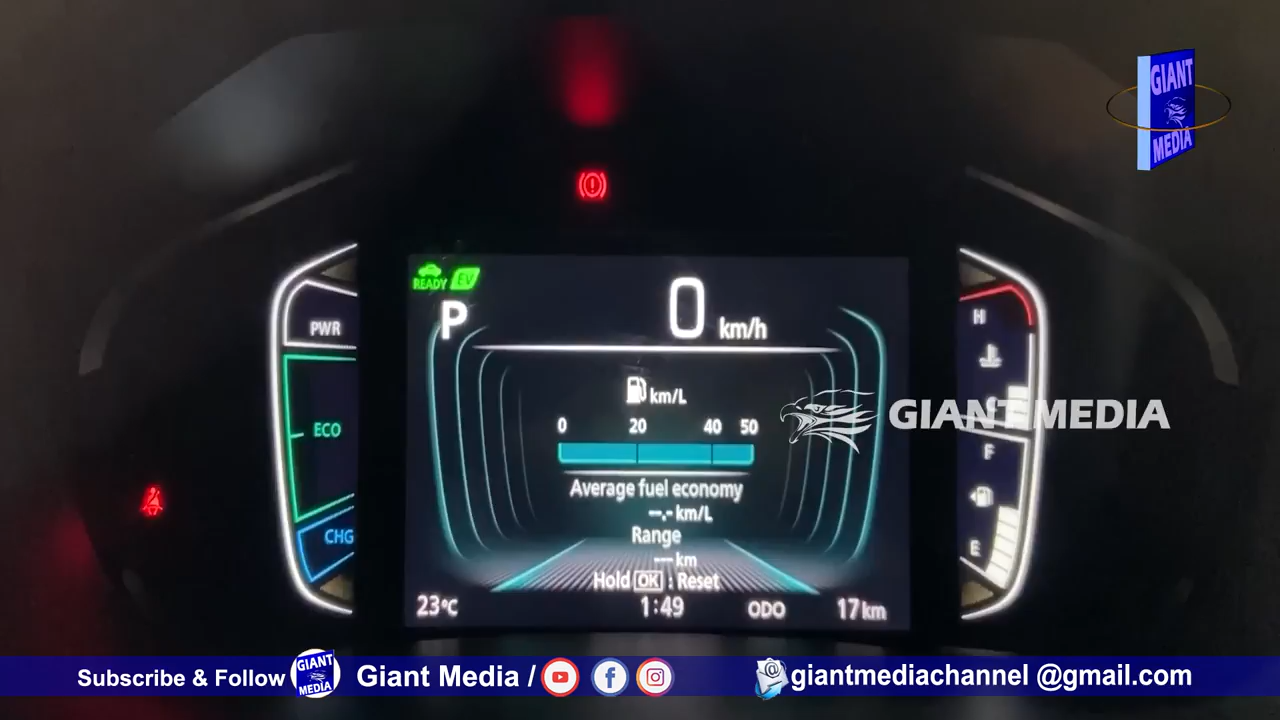 GIANT
MEDIA
READY EV
P
0 km/h
PWR
H
km/L
0 20 40 50
GIANT MEDIA
ECO
F
Average fuel economy
--.- km/L
Range
--- km
CHG
E
Hold OK : Reset
23°C 1:49 ODO 17 km
Subscribe & Follow GIANT MEDIA Giant Media / giantmediachannel @gmail.com